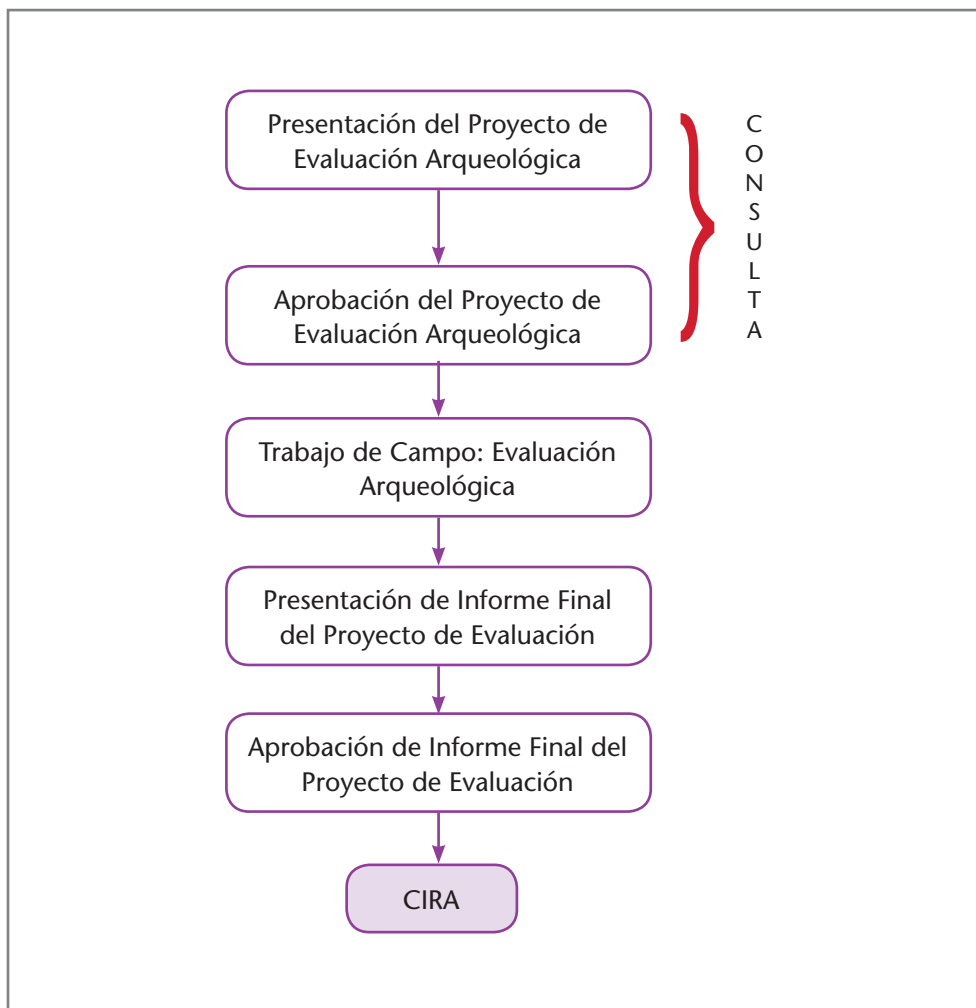 Presentación del Proyecto de
Evaluación Arqueológica
Aprobación del Proyecto de
Evaluación Arqueológica
C
O
N
S
U
L
T
A
Trabajo de Campo: Evaluación
Arqueológica
Presentación de Informe Final
del Proyecto de Evaluación
Aprobación de Informe Final del
Proyecto de Evaluación
CIRA